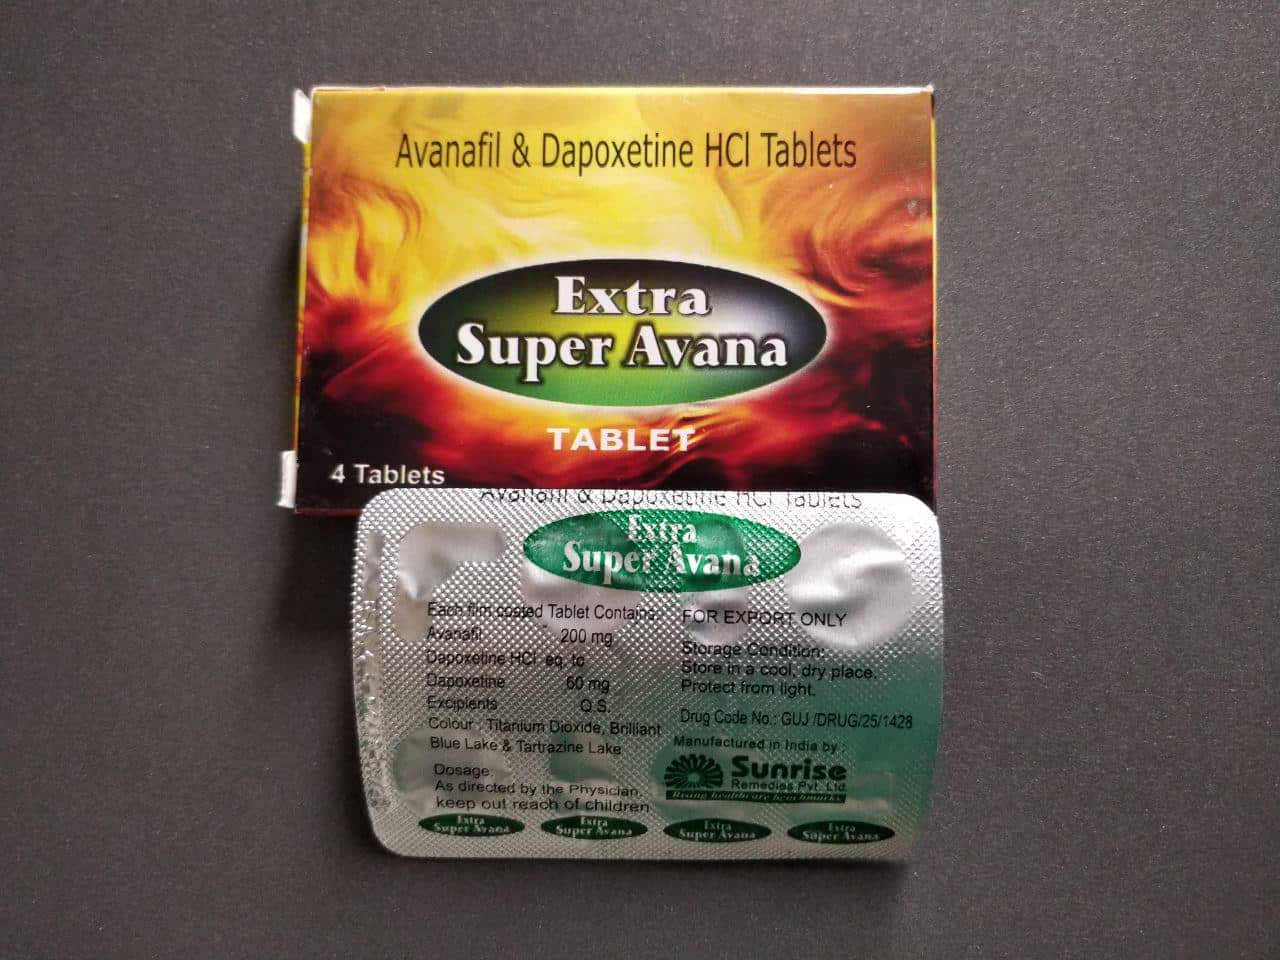 Avanafil & Dapoxetine HCl Tablets
Extra
Super Avana
TABLET
4 Tablets
Avanafil & Dapoxetine HCl Tablets
Extra
Super Avana
Each film coated Tablet Contains:
Avanafil 200 mg
Dapoxetine HCl eq. to
Dapoxetine 60 mg
Excipients Q.S.
Colour : Titanium Dioxide, Brilliant
Blue Lake & Tartrazine Lake
Dosage:
As directed by the Physician.
keep out reach of children
FOR EXPORT ONLY
Storage Condition:
Store in a cool, dry place.
Protect from light.
Drug Code No.: GUJ /DRUG/25/1428
Manufactured in India by :
Sunrise
Remedies Pvt. Ltd.
Rising healthcare benchmarks
Extra
Super Avana
Extra
Super Avana
Extra
Super Avana
Extra
Super Avana